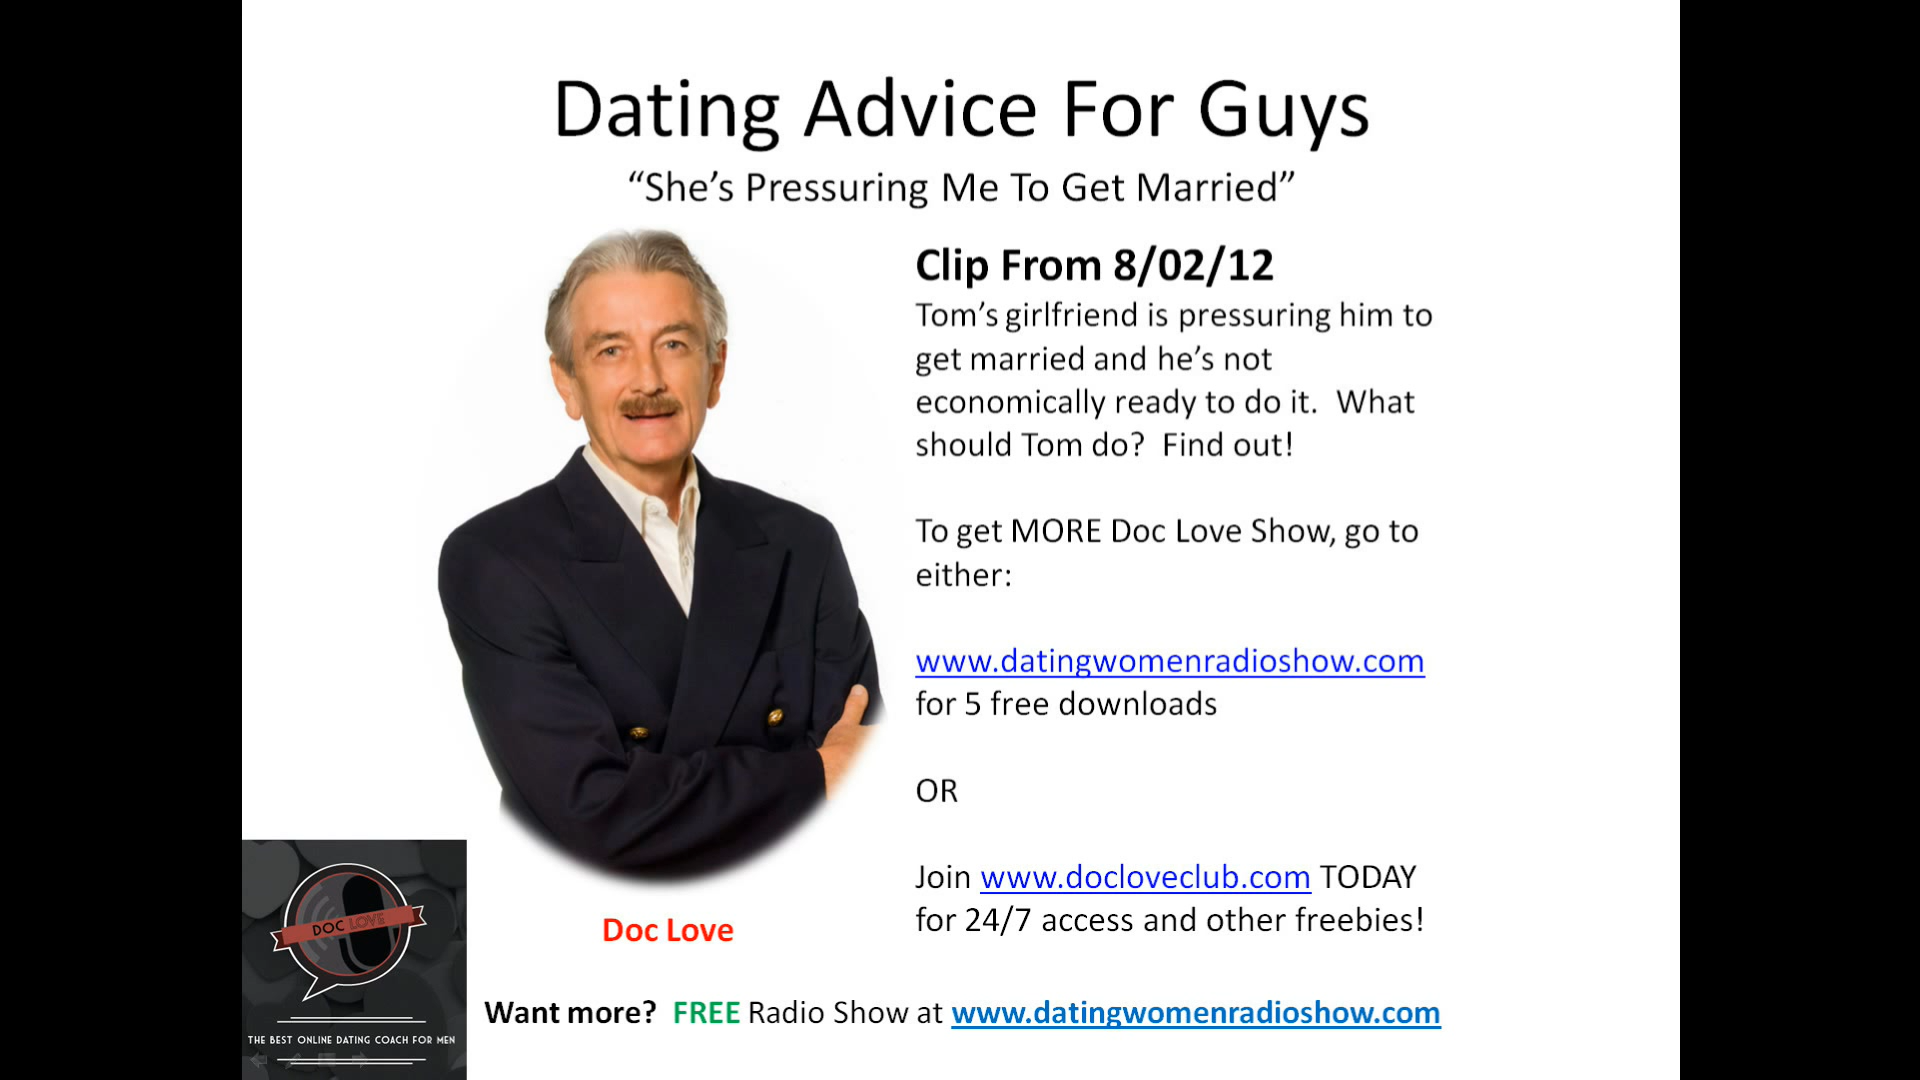 Dating Advice For Guys
“She’s Pressuring Me To Get Married”
Clip From 8/02/12
Tom’s girlfriend is pressuring him to
get married and he’s not
economically ready to do it.  What
should Tom do?  Find out!
To get MORE Doc Love Show, go to
either:
www.datingwomenradioshow.com
for 5 free downloads
OR
Join www.docloveclub.com TODAY
for 24/7 access and other freebies!
Doc Love
DOC LOVE
THE BEST ONLINE DATING COACH FOR MEN
Want more?  FREE Radio Show at www.datingwomenradioshow.com